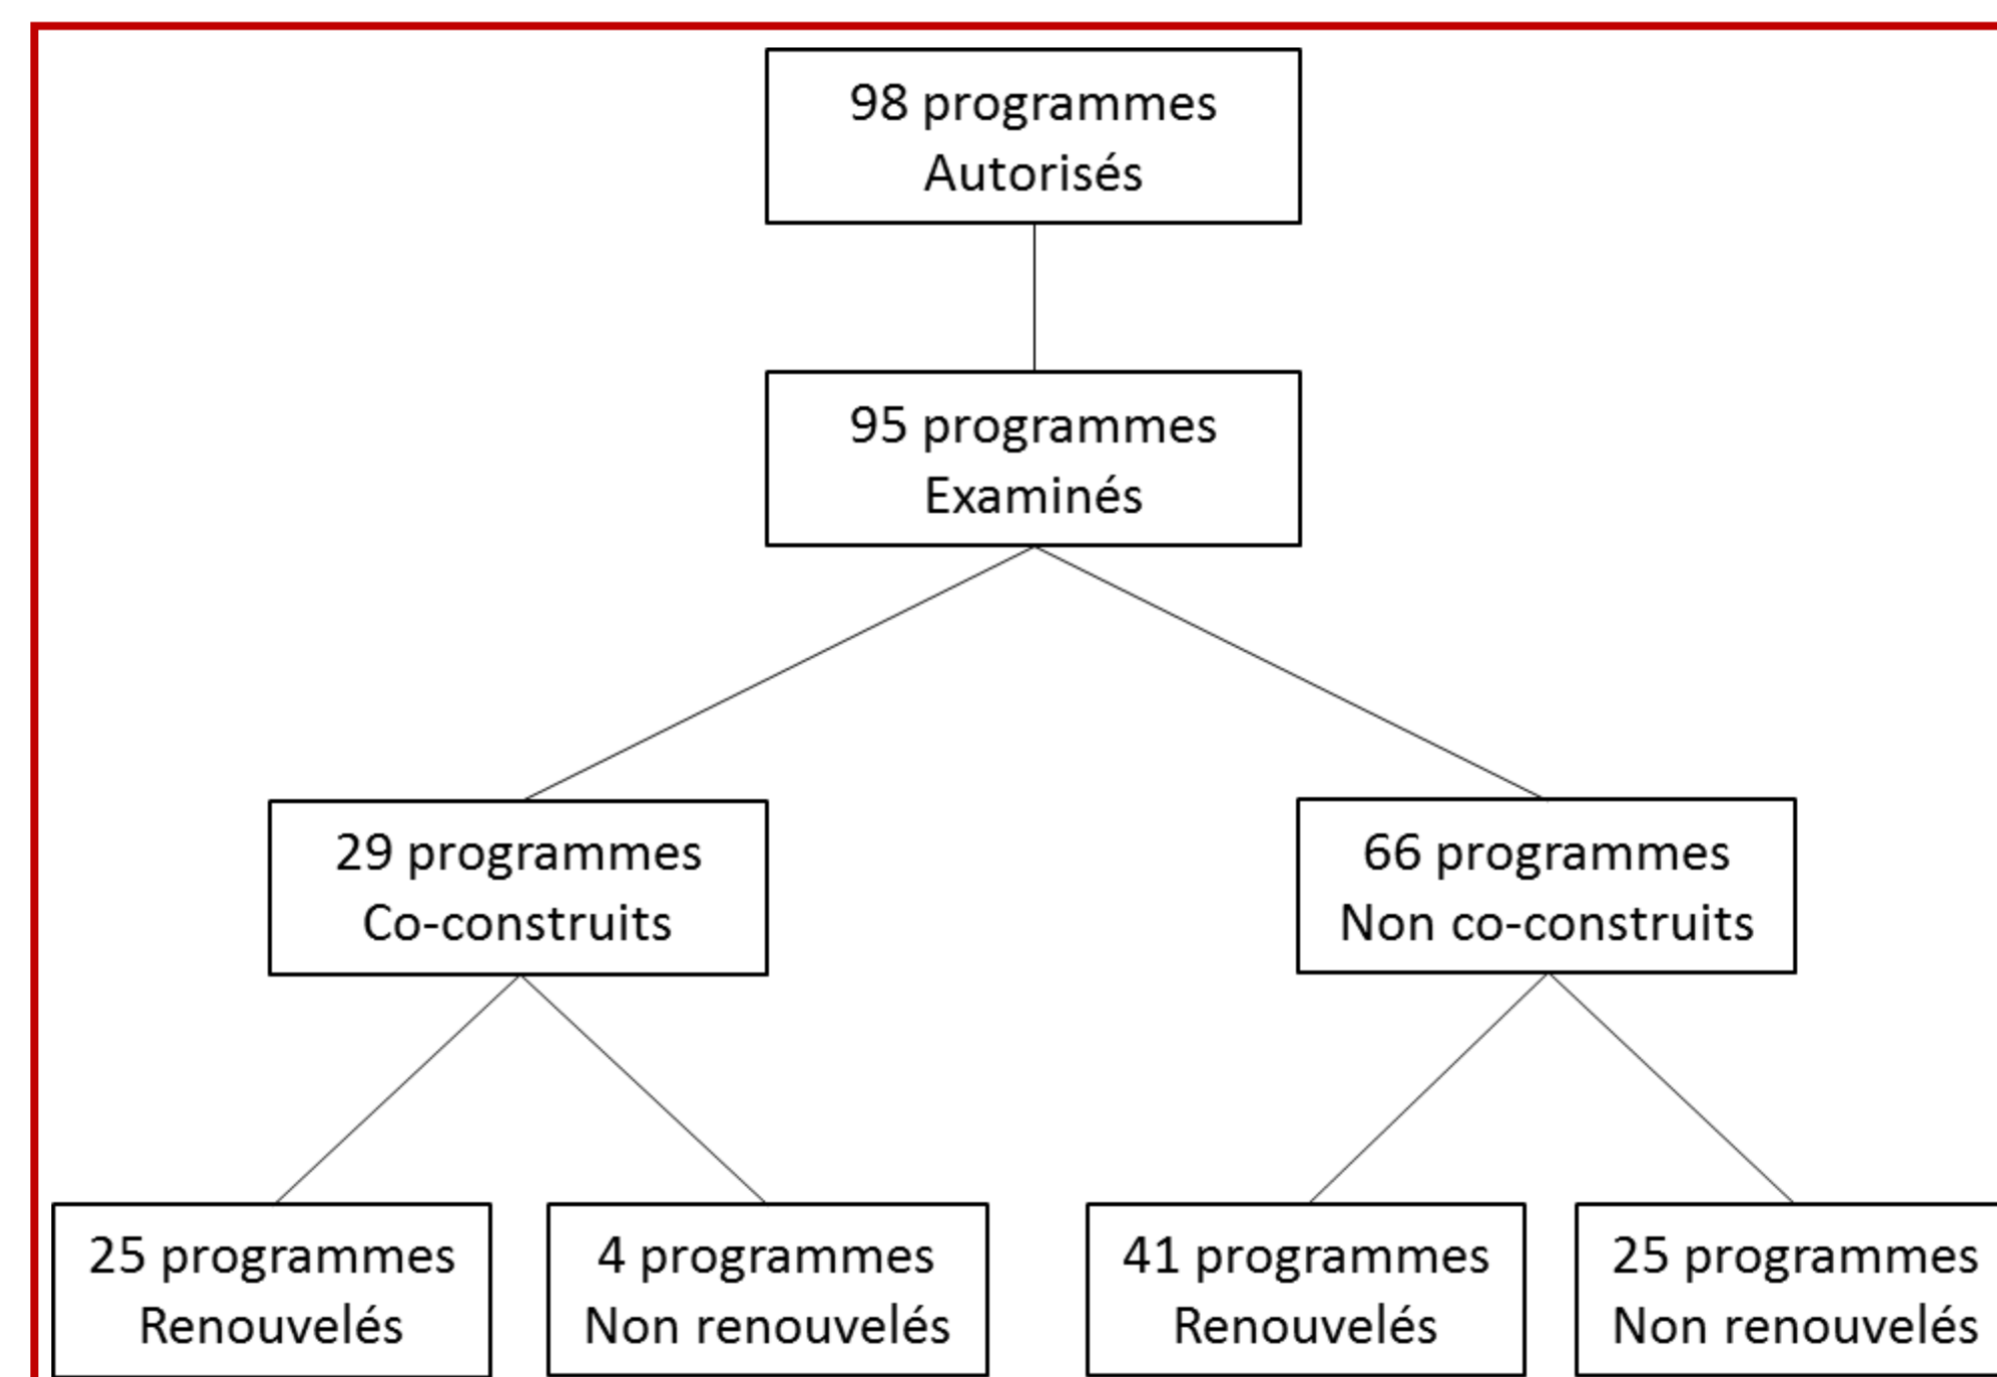 98 programmes
Autorisés
95 programmes
Examinés
29 programmes
Co-construits
66 programmes
Non co-construits
25 programmes
Renouvelés
4 programmes
Non renouvelés
41 programmes
Renouvelés
25 programmes
Non renouvelés